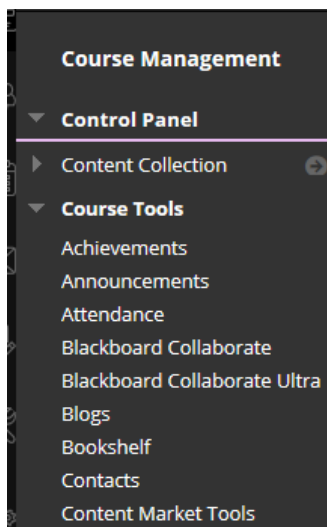 Course Management
Control Panel
Content Collection
Course Tools
Achievements
Announcements
Attendance
Blackboard Collaborate
Blackboard Collaborate Ultra
Blogs
Bookshelf
Contacts
Content Market Tools